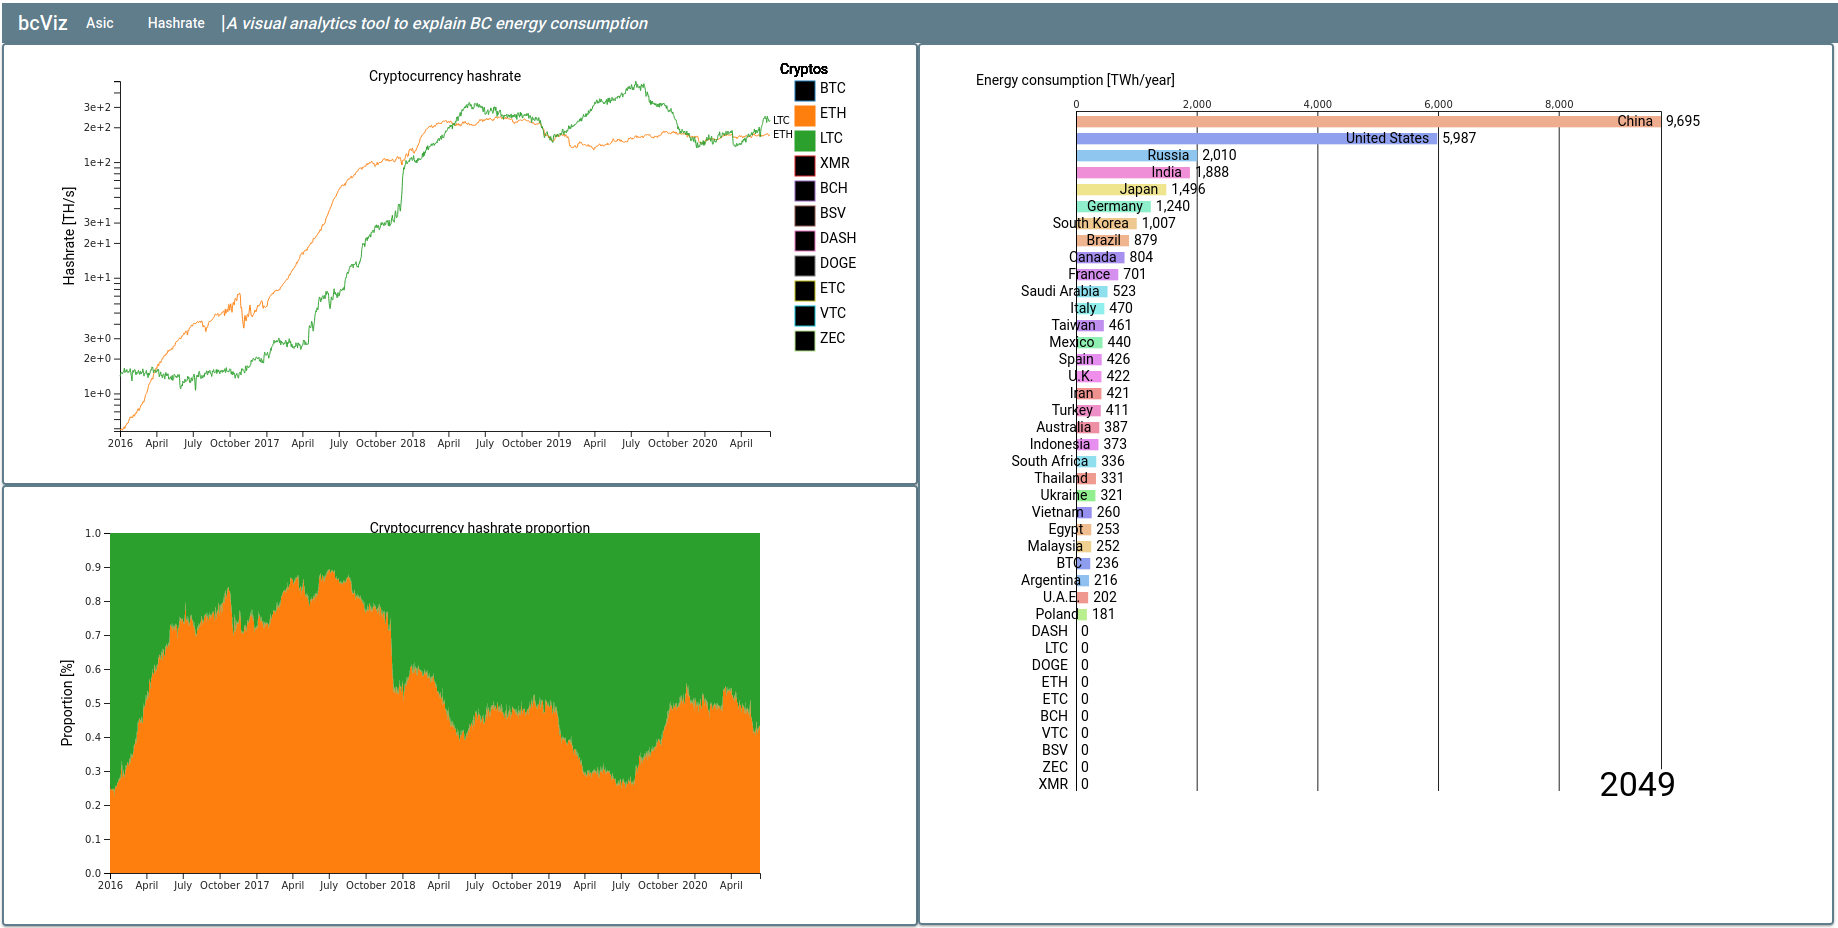 bcViz Asic Hashrate |A visual analytics tool to explain BC energy consumption
Cryptocurrency hashrate
Hashrate [TH/s]
3e+2
2e+2
1e+2
3e+1
2e+1
1e+1
3e+0
2e+0
1e+0
2016 April July October 2017 April July October 2018 April July October 2019 April July October 2020 April
LTC
ETH
Cryptos
BTC
ETH
LTC
XMR
BCH
BSV
DASH
DOGE
ETC
VTC
ZEC
Cryptocurrency hashrate proportion
Proportion [%]
1.0
0.9
0.8
0.7
0.6
0.5
0.4
0.3
0.2
0.1
0.0
2016 April July October 2017 April July October 2018 April July October 2019 April July October 2020 April
Energy consumption [TWh/year]
0 2,000 4,000 6,000 8,000
China 9,695
United States 5,987
Russia 2,010
India 1,888
Japan 1,496
Germany 1,240
South Korea 1,007
Brazil 879
Canada 804
France 701
Saudi Arabia 523
Italy 470
Taiwan 461
Mexico 440
Spain 426
U.K. 422
Iran 421
Turkey 411
Australia 387
Indonesia 373
South Africa 336
Thailand 331
Ukraine 321
Vietnam 260
Egypt 253
Malaysia 252
BTC 236
Argentina 216
U.A.E. 202
Poland 181
DASH 0
LTC 0
DOGE 0
ETH 0
ETC 0
BCH 0
VTC 0
BSV 0
ZEC 0
XMR 0
2049